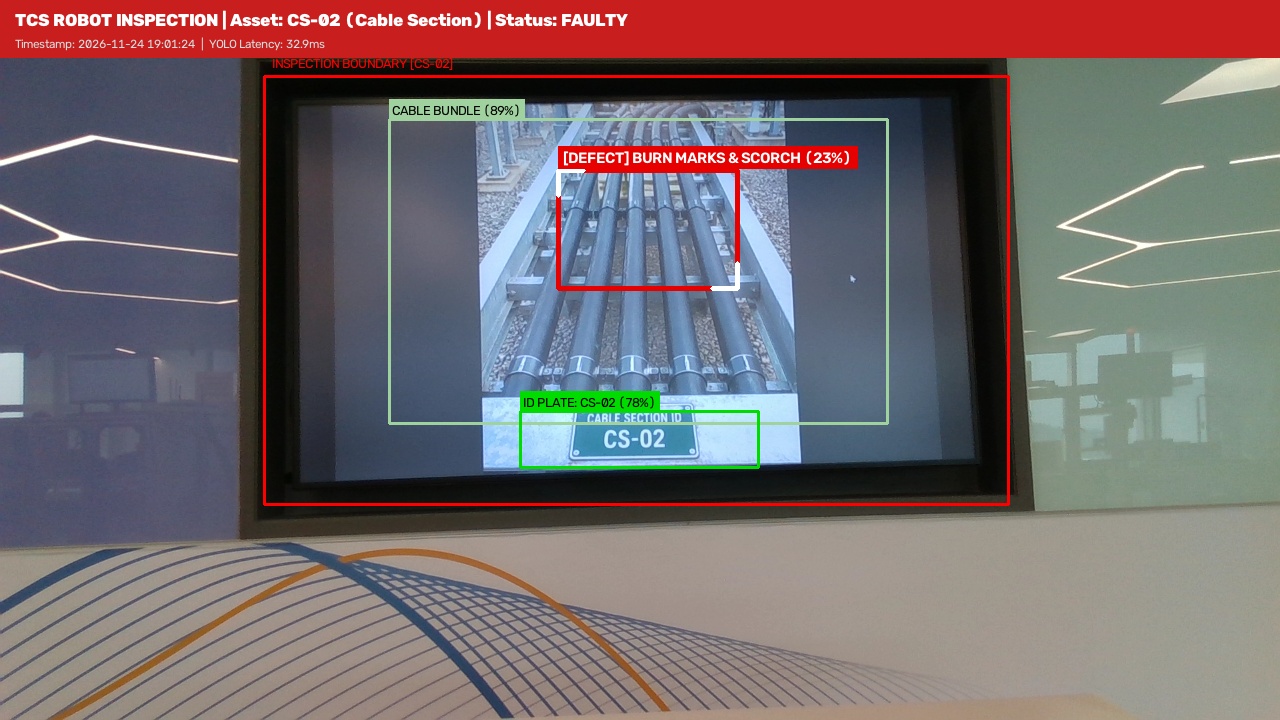 TCS ROBOT INSPECTION | Asset: CS-02 (Cable Section) | Status: FAULTY
Timestamp: 2026-11-24 19:01:24 | YOLO Latency: 32.9ms
INSPECTION BOUNDARY [CS-02]
CABLE BUNDLE (89%)
[DEFECT] BURN MARKS & SCORCH (23%)
ID PLATE: CS-02 (78%)
CABLE SECTION ID
CS-02